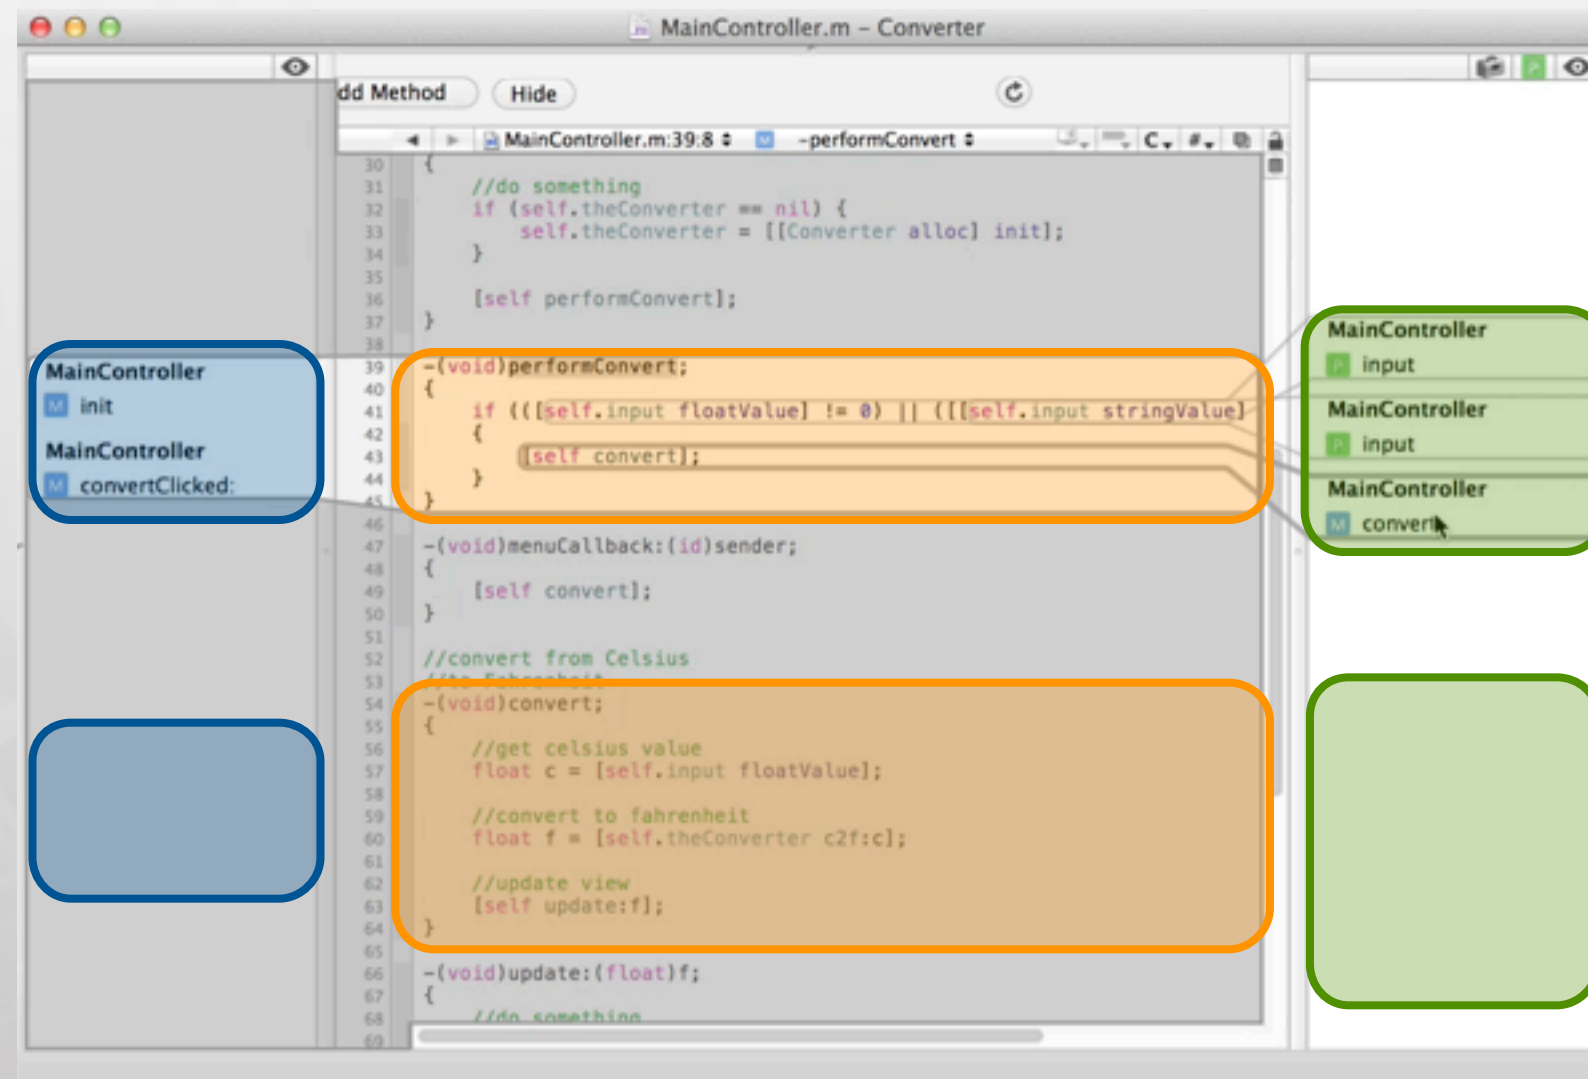 MainController.m – Converter
dd Method
Hide
MainController.m:39:8
M
-performConvert
C
#
P
30 {
31 //do something
32 if (self.theConverter == nil) {
33 self.theConverter = [[Converter alloc] init];
34 }
35
36 [self performConvert];
37 }
38
39 -(void)performConvert;
40 {
41 if (([self.input floatValue] != 0) || ([[self.input stringValue]
42 {
43 [self convert];
44 }
45 }
46
47 -(void)menuCallback:(id)sender;
48 {
49 [self convert];
50 }
51
52 //convert from Celsius
53 //to Fahrenheit
54 -(void)convert;
55 {
56 //get celsius value
57 float c = [self.input floatValue];
58
59 //convert to fahrenheit
60 float f = [self.theConverter c2f:c];
61
62 //update view
63 [self update:f];
64 }
65
66 -(void)update:(float)f;
67 {
68 //do something
69
MainController
M init
MainController
M convertClicked:
MainController
P input
MainController
P input
MainController
M convert